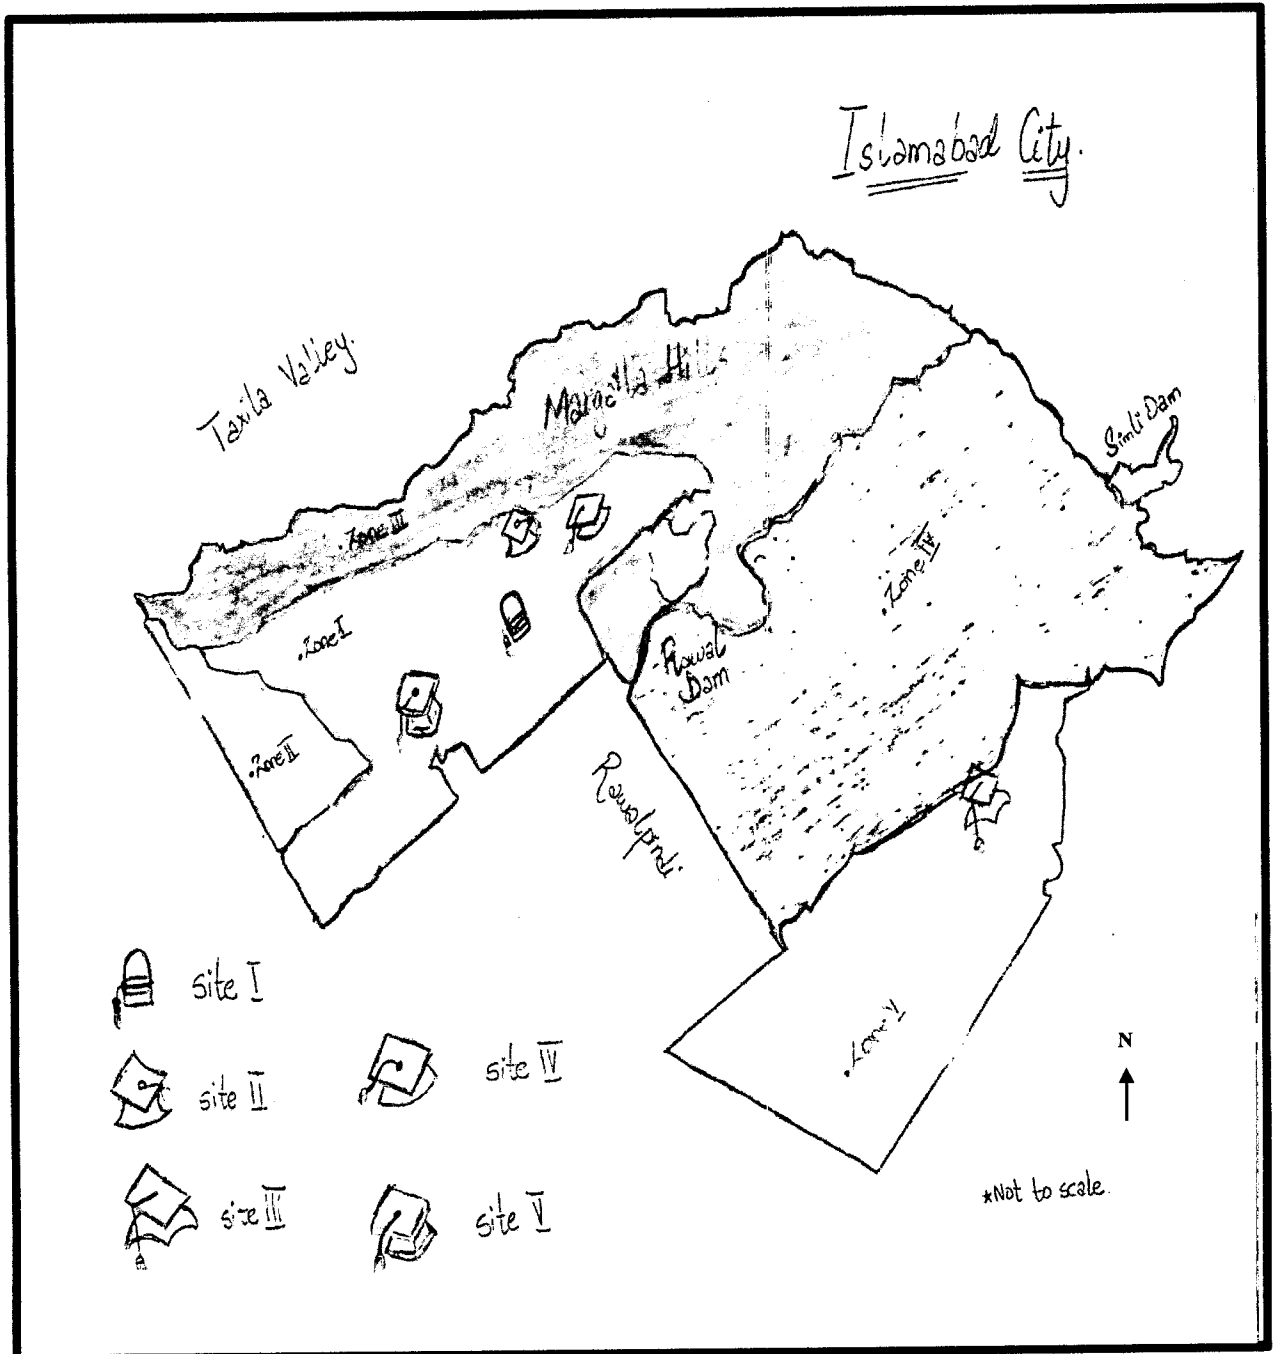 Islamabad City.
Taxila Valley.
Margalla Hills
Simli Dam
.Zone III
.Zone IV
.Zone I
Rawal
Dam
.Zone II
Rawalpindi
site I
.Zone V
site IV
N
site II
*Not to scale.
site III
site V